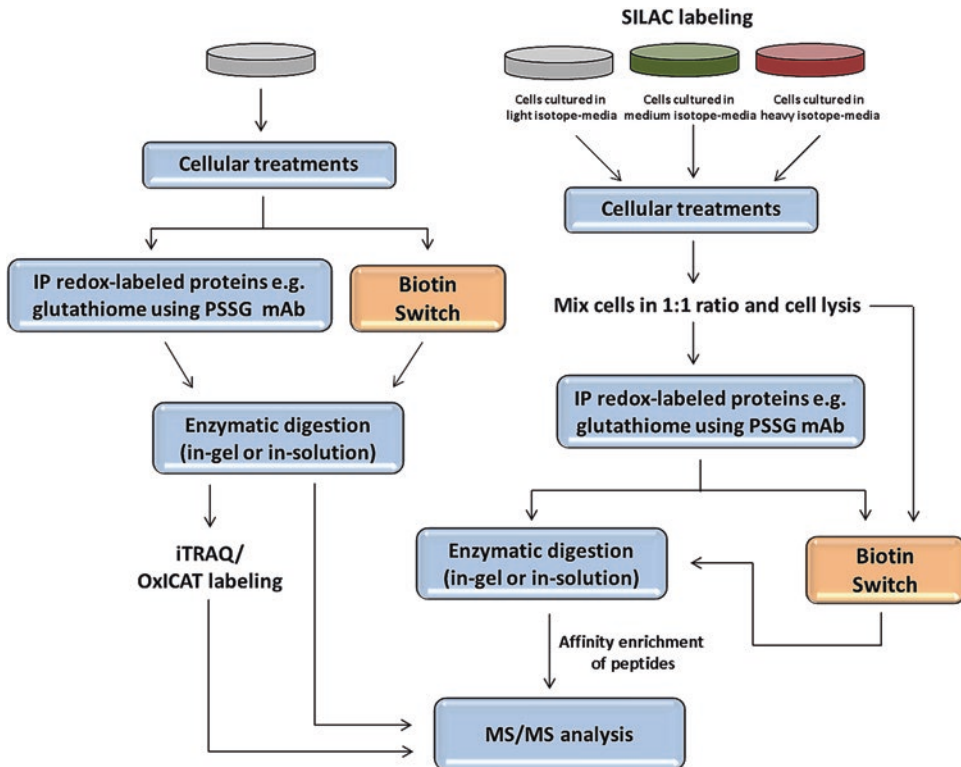 SILAC labeling
Cells cultured in
light isotope-media
Cells cultured in
medium isotope-media
Cells cultured in
heavy isotope-media
Cellular treatments
Cellular treatments
IP redox-labeled proteins e.g.
glutathiome using PSSG mAb
Biotin
Switch
Mix cells in 1:1 ratio and cell lysis
IP redox-labeled proteins e.g.
glutathiome using PSSG mAb
Enzymatic digestion
(in-gel or in-solution)
iTRAQ/
OxICAT labeling
Enzymatic digestion
(in-gel or in-solution)
Biotin
Switch
Affinity enrichment
of peptides
MS/MS analysis